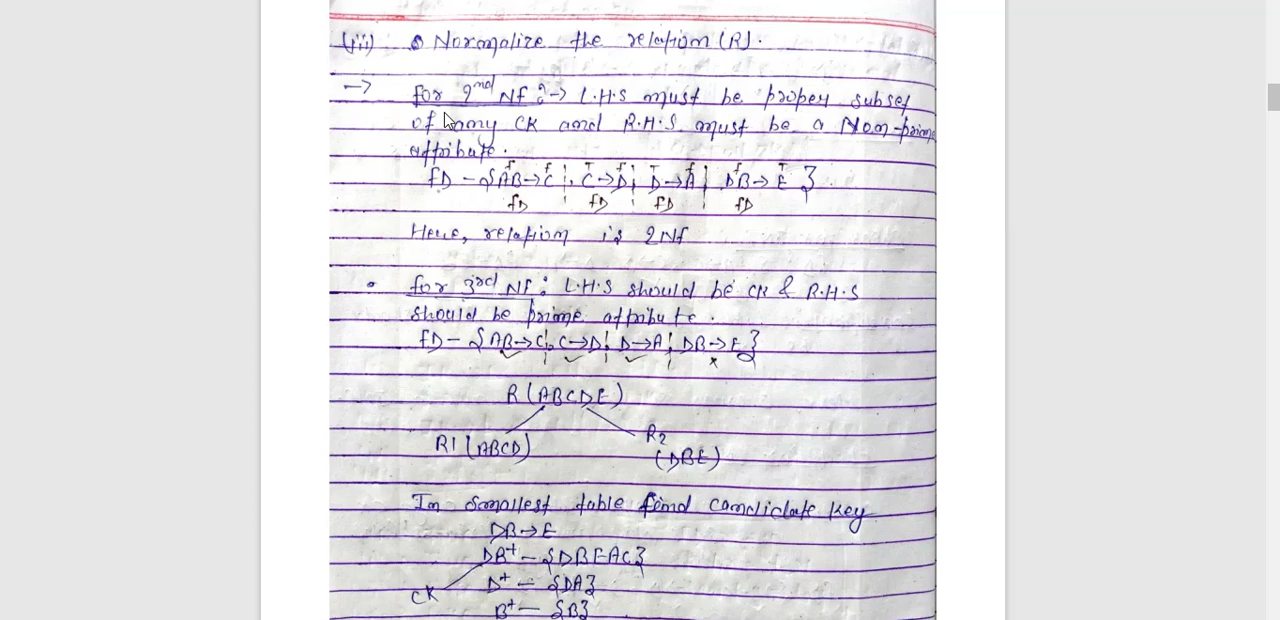 (iii) Normalize the relation (R).
→ for 2nd NF :→ L.H.S must be proper subset
of any CK and R.H.S must be a Non-prime
attribute.
f f T f T f f T
FD - {AB→C, C→D, D→A, DB→E }
FD FD FD FD
Hence, relation is 2Nf
• for 3rd NF: L.H.S should be CK & R.H.S
should be prime attribute.
FD - {AB→C, C→D, D→A, DB→E}
✓ ✓ ✓ x
R(ABCDE)
R1(ABCD) R2
(DBE)
In smallest table find candidate key
DB→E
DB+ - {DBEAC}
D+ - {DA}
CK
B+ - {B}